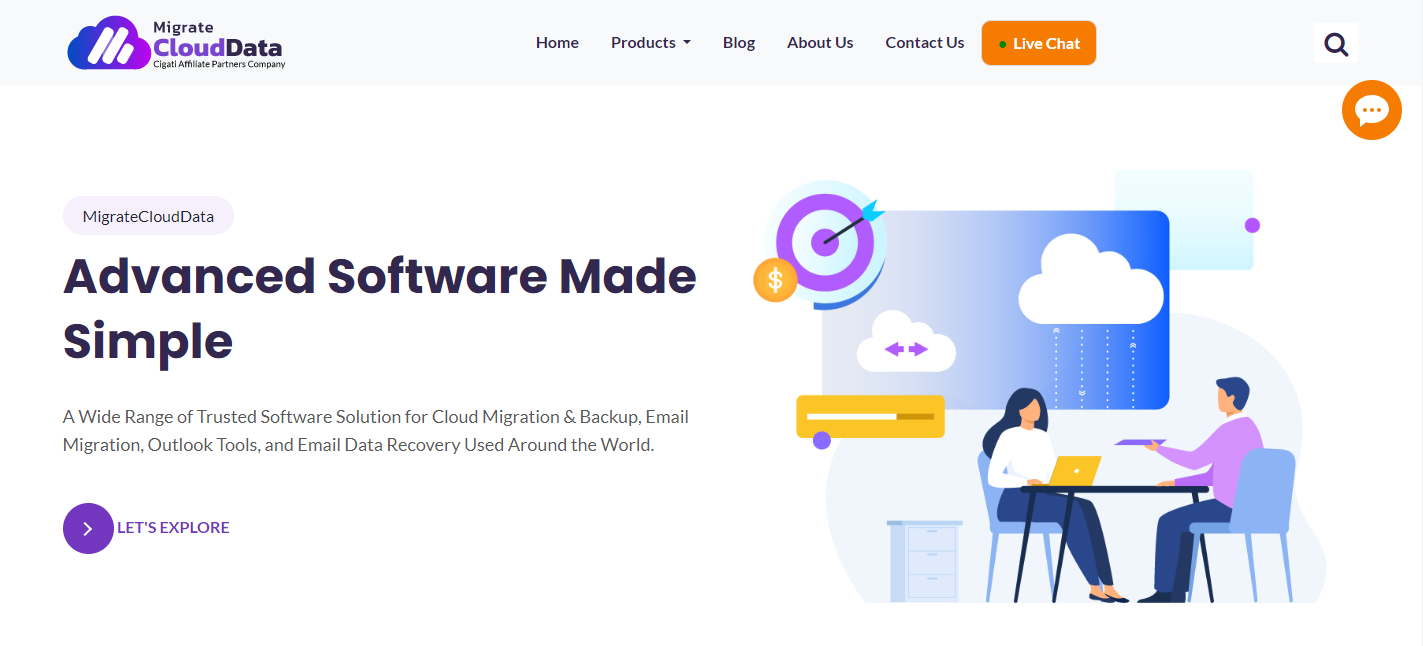 Migrate
CloudData
Cigati Affiliate Partners Company
Home
Products
Blog
About Us
Contact Us
Live Chat
MigrateCloudData
Advanced Software Made
Simple
A Wide Range of Trusted Software Solution for Cloud Migration & Backup, Email
Migration, Outlook Tools, and Email Data Recovery Used Around the World.
LET'S EXPLORE
$